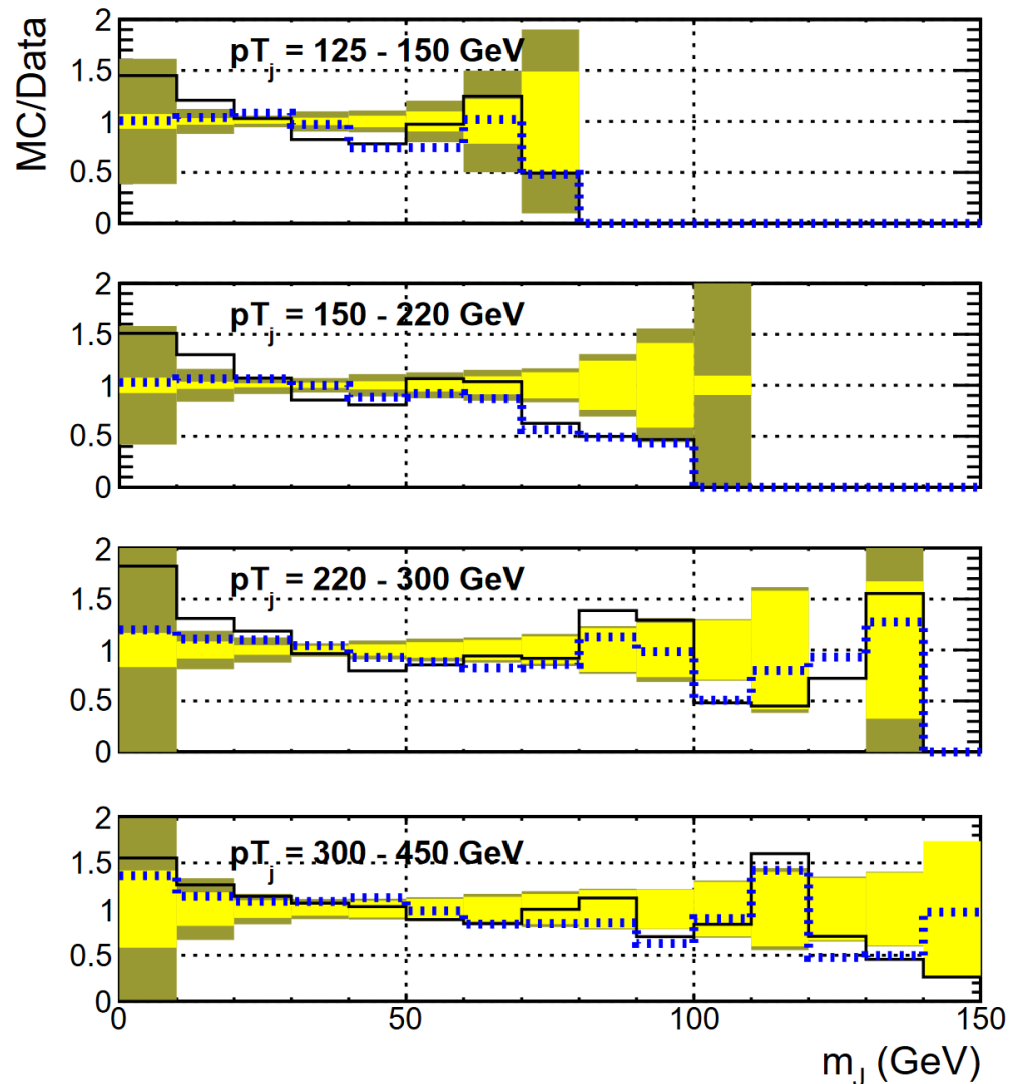 MC/Data
2
pT_j = 125 - 150 GeV
1.5
1
0.5
0
2
pT_j = 150 - 220 GeV
1.5
1
0.5
0
2
pT_j = 220 - 300 GeV
1.5
1
0.5
0
2
pT_j = 300 - 450 GeV
1.5
1
0.5
0
0 50 100 150
m_J (GeV)